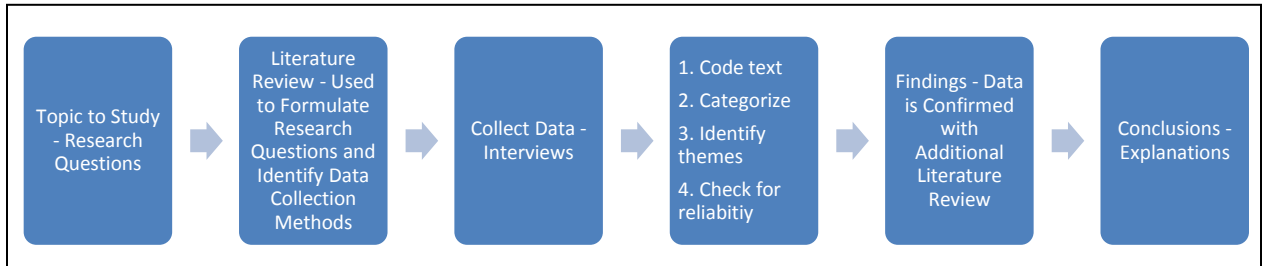 Topic to Study
- Research
Questions
Literature
Review - Used
to Formulate
Research
Questions and
Identify Data
Collection
Methods
Collect Data -
Interviews
1. Code text
2. Categorize
3. Identify
themes
4. Check for
reliabitiy
Findings - Data
is Confirmed
with
Additional
Literature
Review
Conclusions -
Explanations